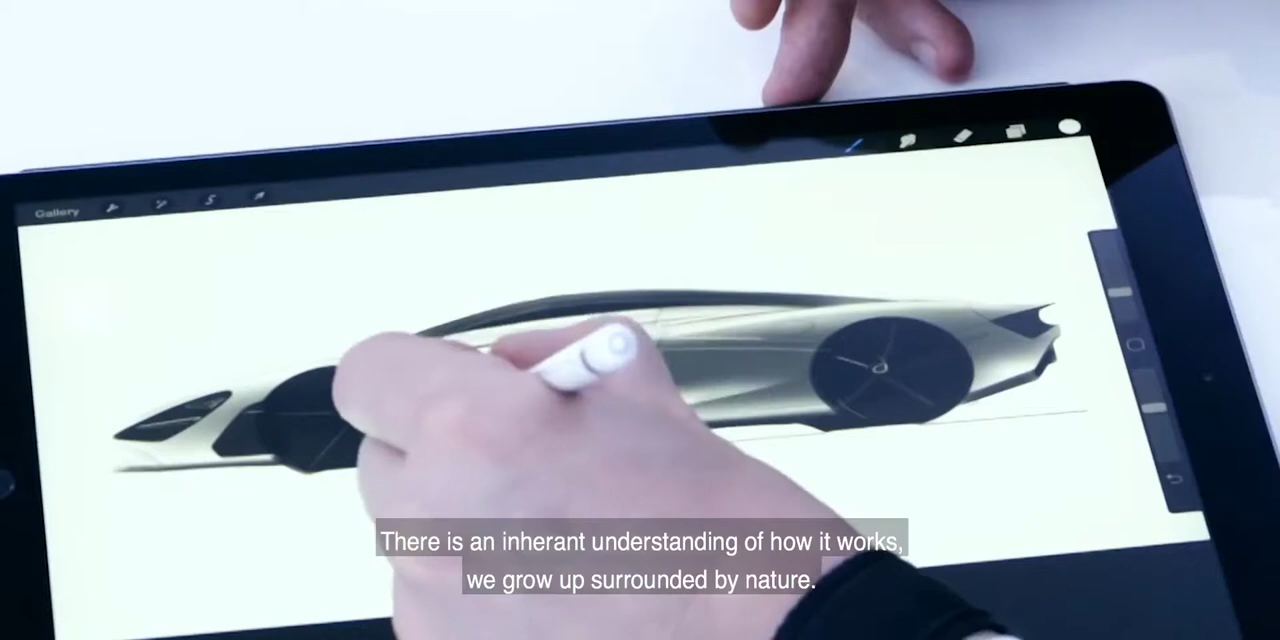 Gallery
There is an inherant understanding of how it works,
we grow up surrounded by nature.